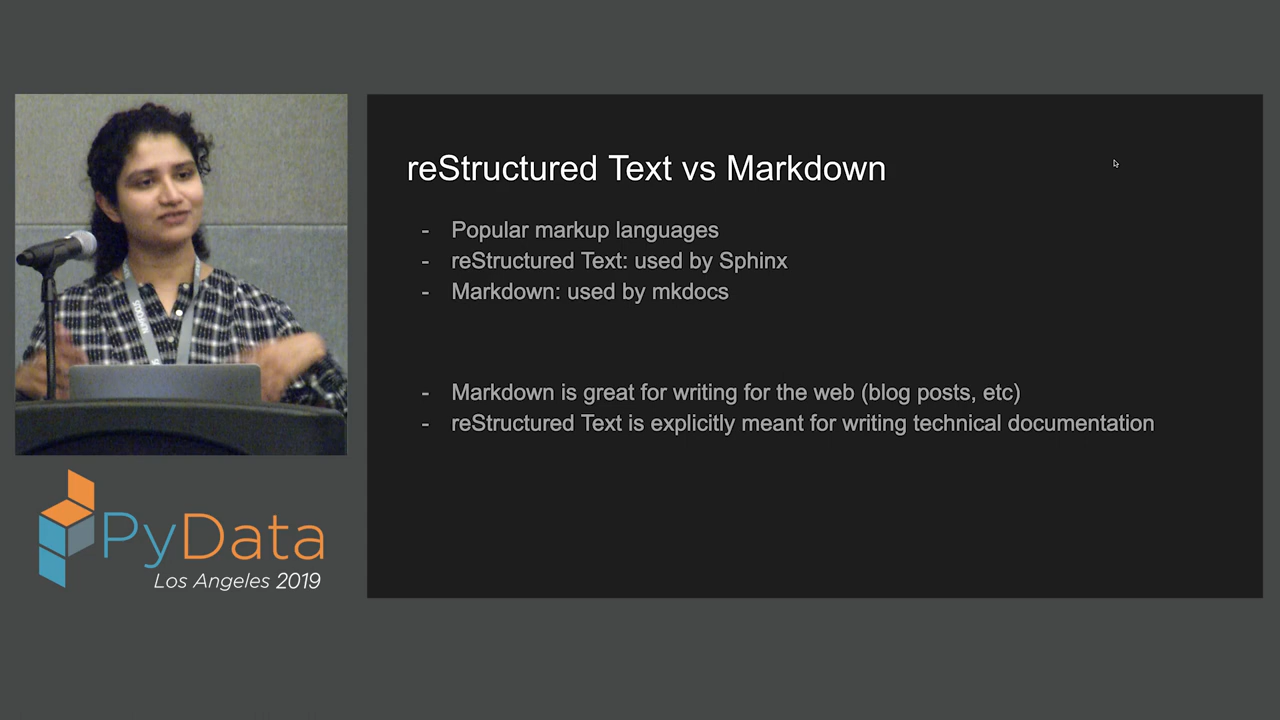 reStructured Text vs Markdown
- Popular markup languages
- reStructured Text: used by Sphinx
- Markdown: used by mkdocs
- Markdown is great for writing for the web (blog posts, etc)
- reStructured Text is explicitly meant for writing technical documentation
PyData
Los Angeles 2019